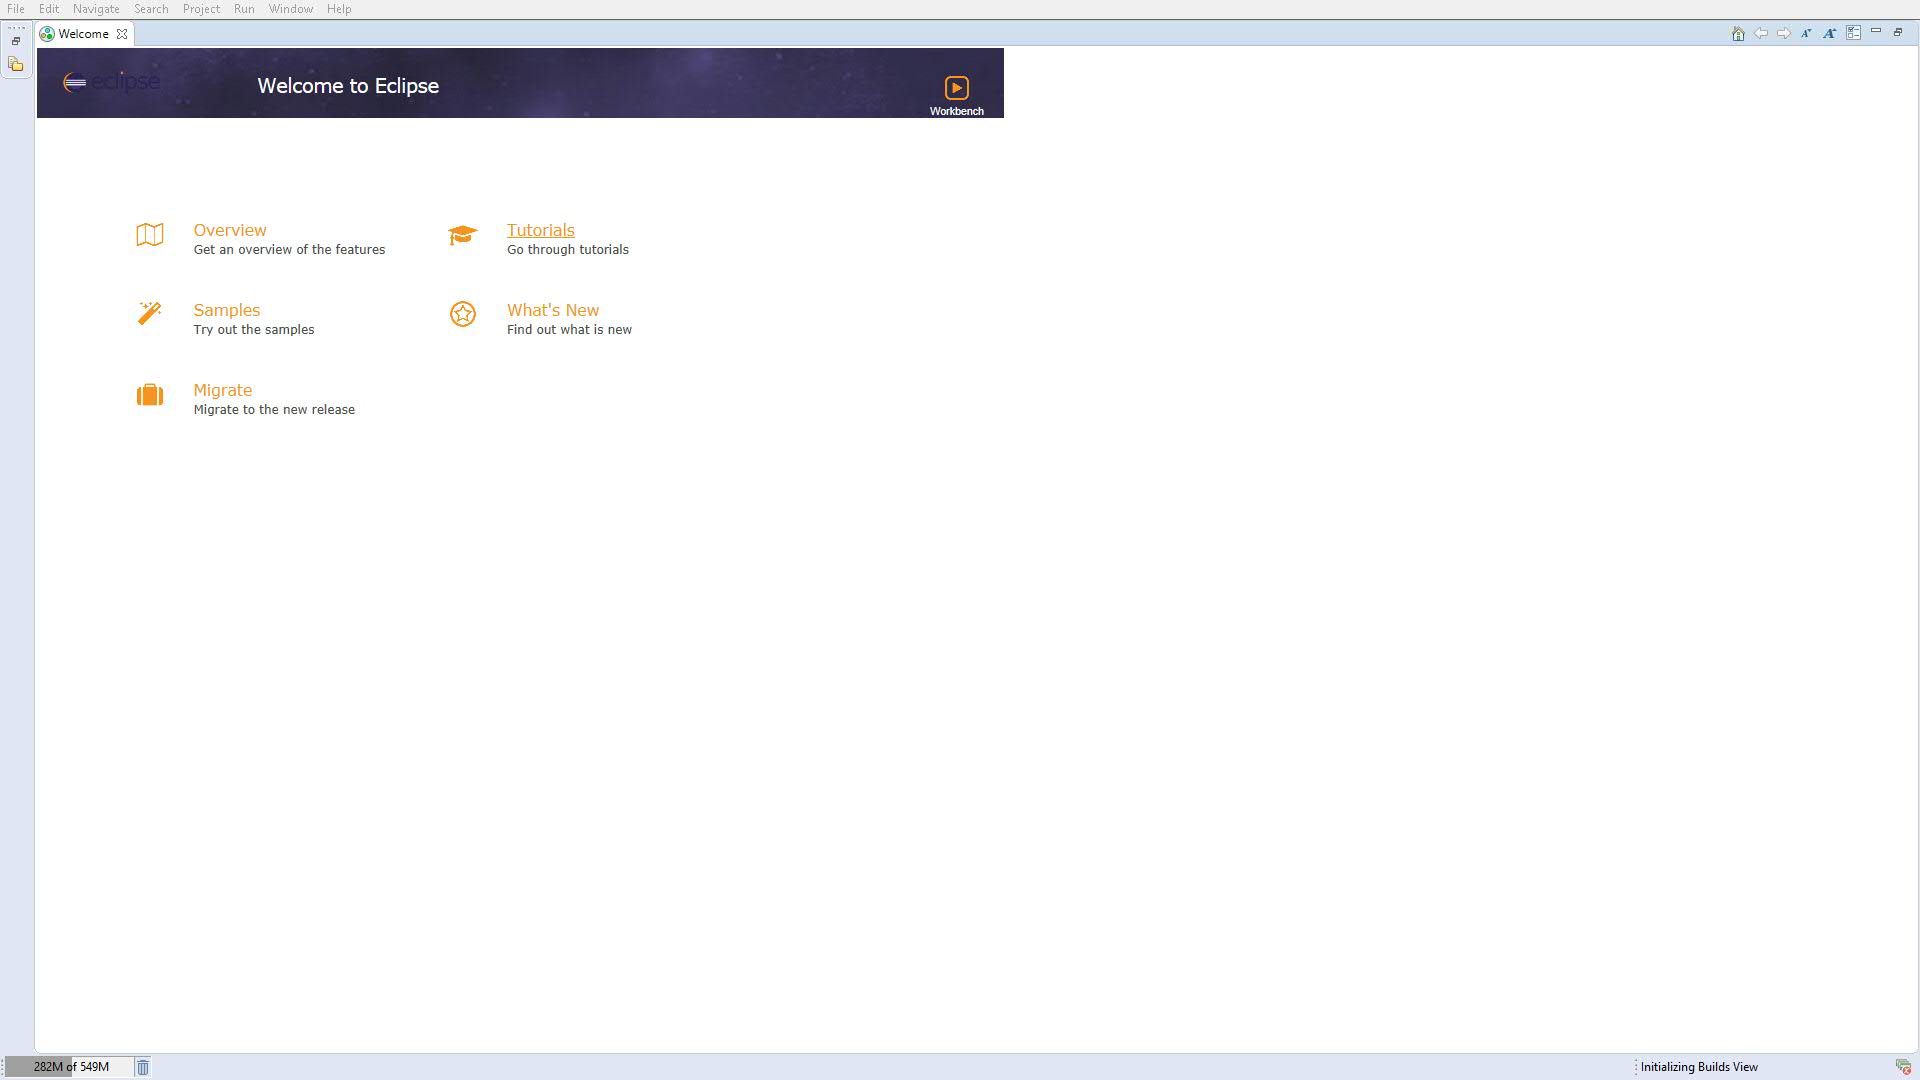 File Edit Navigate Search Project Run Window Help
Welcome
eclipse
Welcome to Eclipse
Workbench
Overview
Get an overview of the features
Tutorials
Go through tutorials
Samples
Try out the samples
What's New
Find out what is new
Migrate
Migrate to the new release
282M of 549M
Initializing Builds View